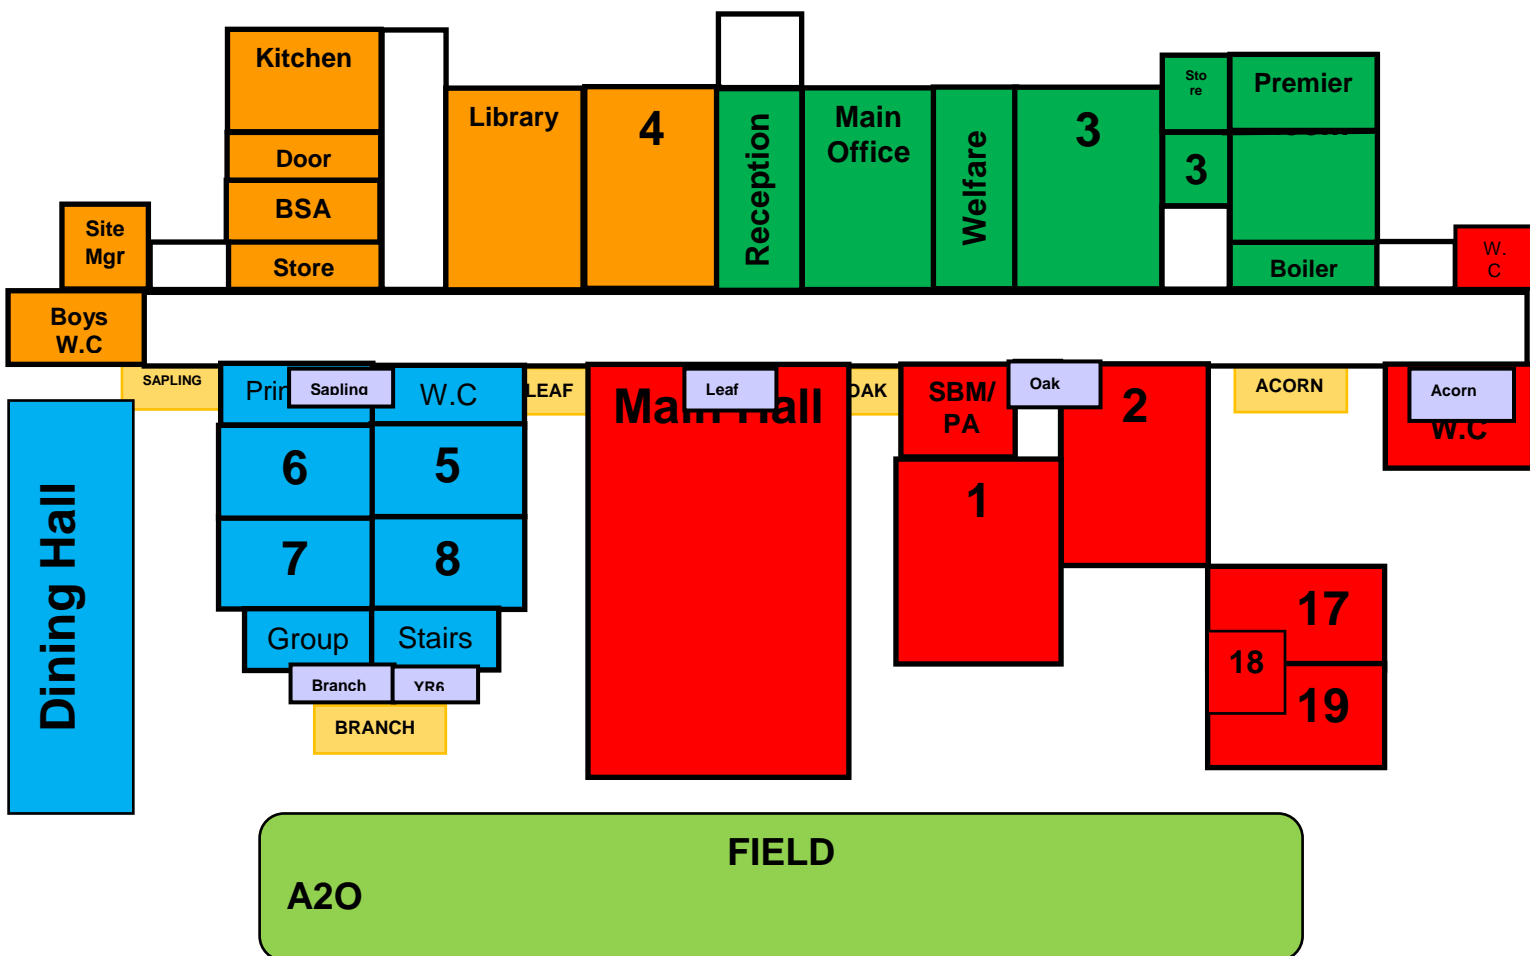 Kitchen
Door
BSA
Store
Site
Mgr
Boys
W.C
Library
4
Reception
Main
Office
Welfare
3
Sto
re
3
Premier
Boiler
W.
C
SAPLING
Sapling
W.C
LEAF
Main Hall
Leaf
OAK
SBM/
PA
Oak
2
ACORN
Acorn
W.C
6
5
7
8
Group
Stairs
Branch
YR6
BRANCH
1
17
18
19
Dining Hall
FIELD
A2O